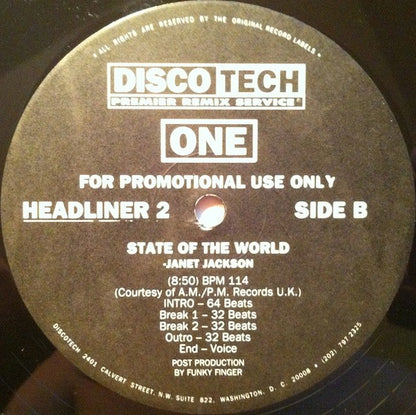 • ALL RIGHTS ARE RESERVED BY THE ORIGINAL RECORD LABELS •
DISCOTECH
PREMIER REMIX SERVICE
ONE
FOR PROMOTIONAL USE ONLY
HEADLINER 2 SIDE B
STATE OF THE WORLD
-JANET JACKSON
(8:50) BPM 114
(Courtesy of A.M./P.M. Records U.K.)
INTRO – 64 Beats
Break 1 – 32 Beats
Break 2 – 32 Beats
Outro – 32 Beats
End – Voice
POST PRODUCTION
BY FUNKY FINGER
DISCOTECH 2401 CALVERT STREET, N.W. SUITE 822, WASHINGTON, D. C. 20008 • (202) 797-2325